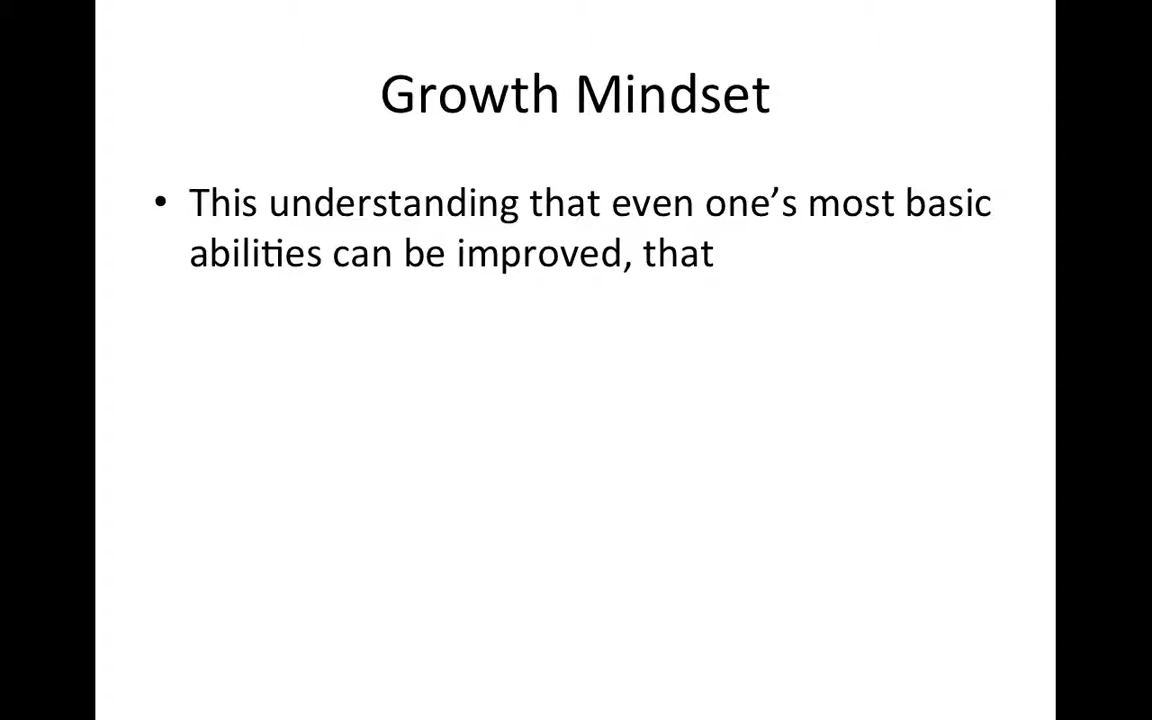 Growth Mindset
• This understanding that even one’s most basic
abilities can be improved, that